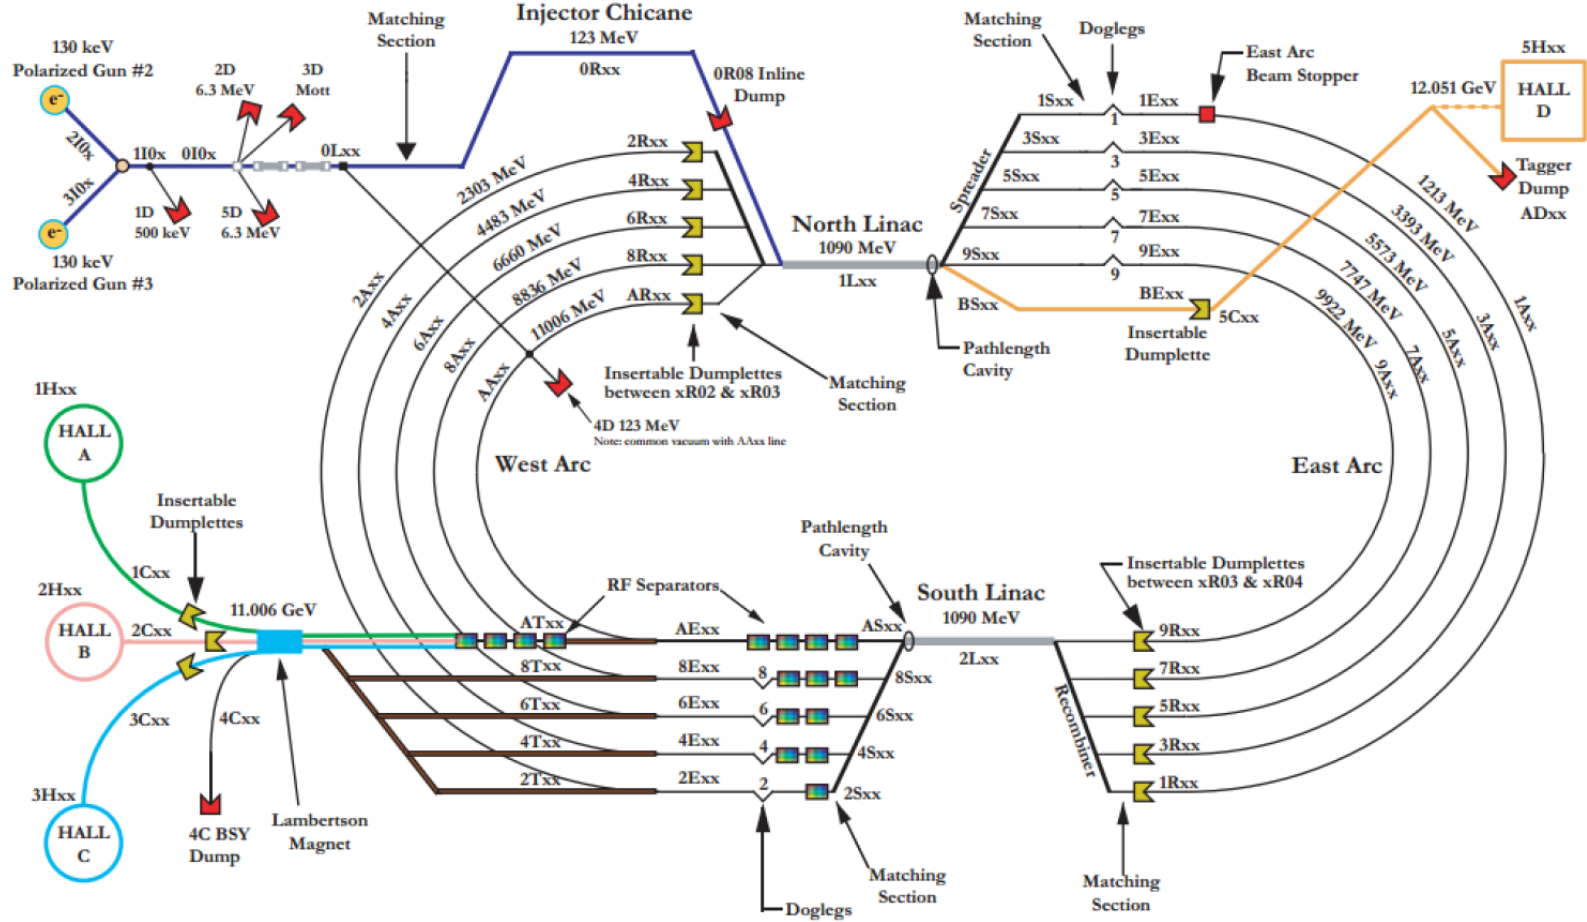 Injector Chicane
123 MeV
0Rxx
Matching
Section
130 keV
Polarized Gun #2
e-
2I0x
3I0x
e-
130 keV
Polarized Gun #3
1I0x
0I0x
2D
6.3 MeV
3D
Mott
1D
500 keV
5D
6.3 MeV
0Lxx
0R08 Inline
Dump
2Rxx
4Rxx
6Rxx
8Rxx
ARxx
2303 MeV
4483 MeV
6660 MeV
8836 MeV
11006 MeV
2Axx
4Axx
6Axx
8Axx
AAxx
Insertable Dumplettes
between xR02 & xR03
Matching
Section
4D 123 MeV
Note: common vacuum with AAxx line
West Arc
North Linac
1090 MeV
1Lxx
Pathlength
Cavity
Matching
Section
Doglegs
Spreader
1Sxx
3Sxx
5Sxx
7Sxx
9Sxx
BSxx
1
3
5
7
9
1Exx
3Exx
5Exx
7Exx
9Exx
BExx
East Arc
Beam Stopper
Insertable
Dumplette
5Cxx
12.051 GeV
5Hxx
HALL
D
Tagger
Dump
ADxx
1213 MeV
3393 MeV
5573 MeV
7747 MeV
9922 MeV
1Axx
3Axx
5Axx
7Axx
9Axx
East Arc
1Hxx
HALL
A
Insertable
Dumplettes
1Cxx
2Hxx
HALL
B
2Cxx
11.006 GeV
3Hxx
HALL
C
3Cxx
4Cxx
4C BSY
Dump
Lambertson
Magnet
RF Separators
ATxx
8Txx
6Txx
4Txx
2Txx
AExx
8Exx
6Exx
4Exx
2Exx
8
6
4
2
ASxx
8Sxx
6Sxx
4Sxx
2Sxx
Doglegs
Matching
Section
Pathlength
Cavity
South Linac
1090 MeV
2Lxx
Recombiner
Insertable Dumplettes
between xR03 & xR04
9Rxx
7Rxx
5Rxx
3Rxx
1Rxx
Matching
Section